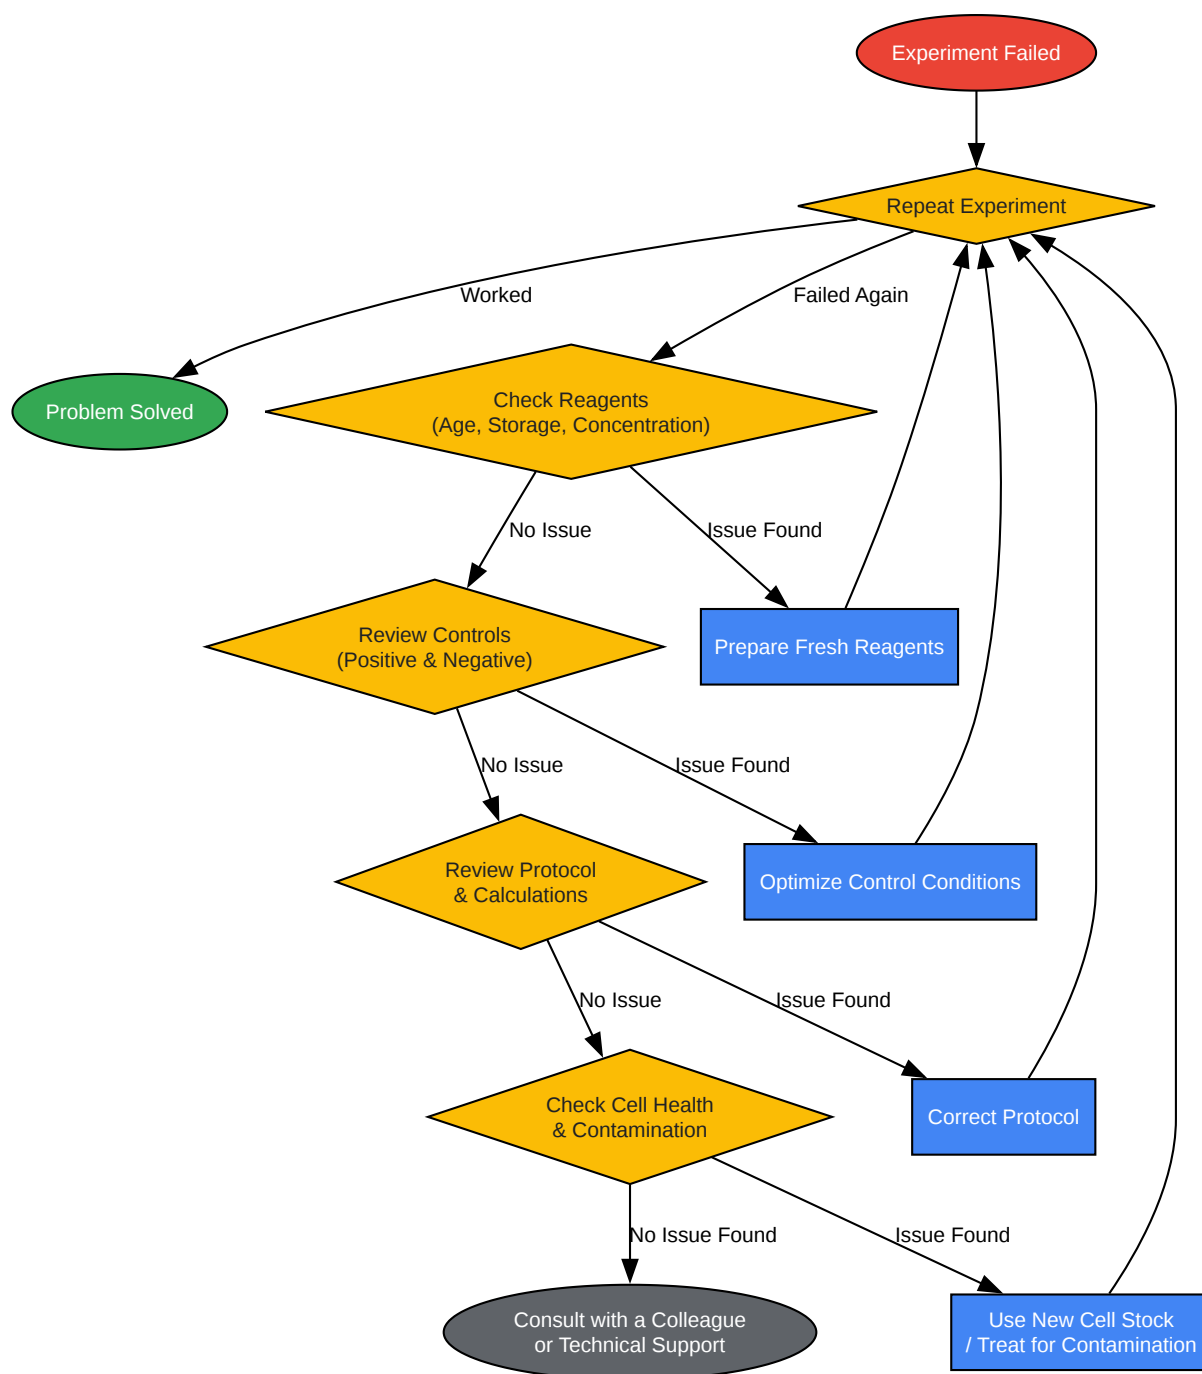 Experiment Failed
Repeat Experiment
Worked
Failed Again
Problem Solved
Check Reagents
(Age, Storage, Concentration)
No Issue
Issue Found
Review Controls
(Positive & Negative)
Prepare Fresh Reagents
No Issue
Issue Found
Review Protocol
& Calculations
Optimize Control Conditions
No Issue
Issue Found
Check Cell Health
& Contamination
Correct Protocol
No Issue Found
Issue Found
Consult with a Colleague
or Technical Support
Use New Cell Stock
/ Treat for Contamination